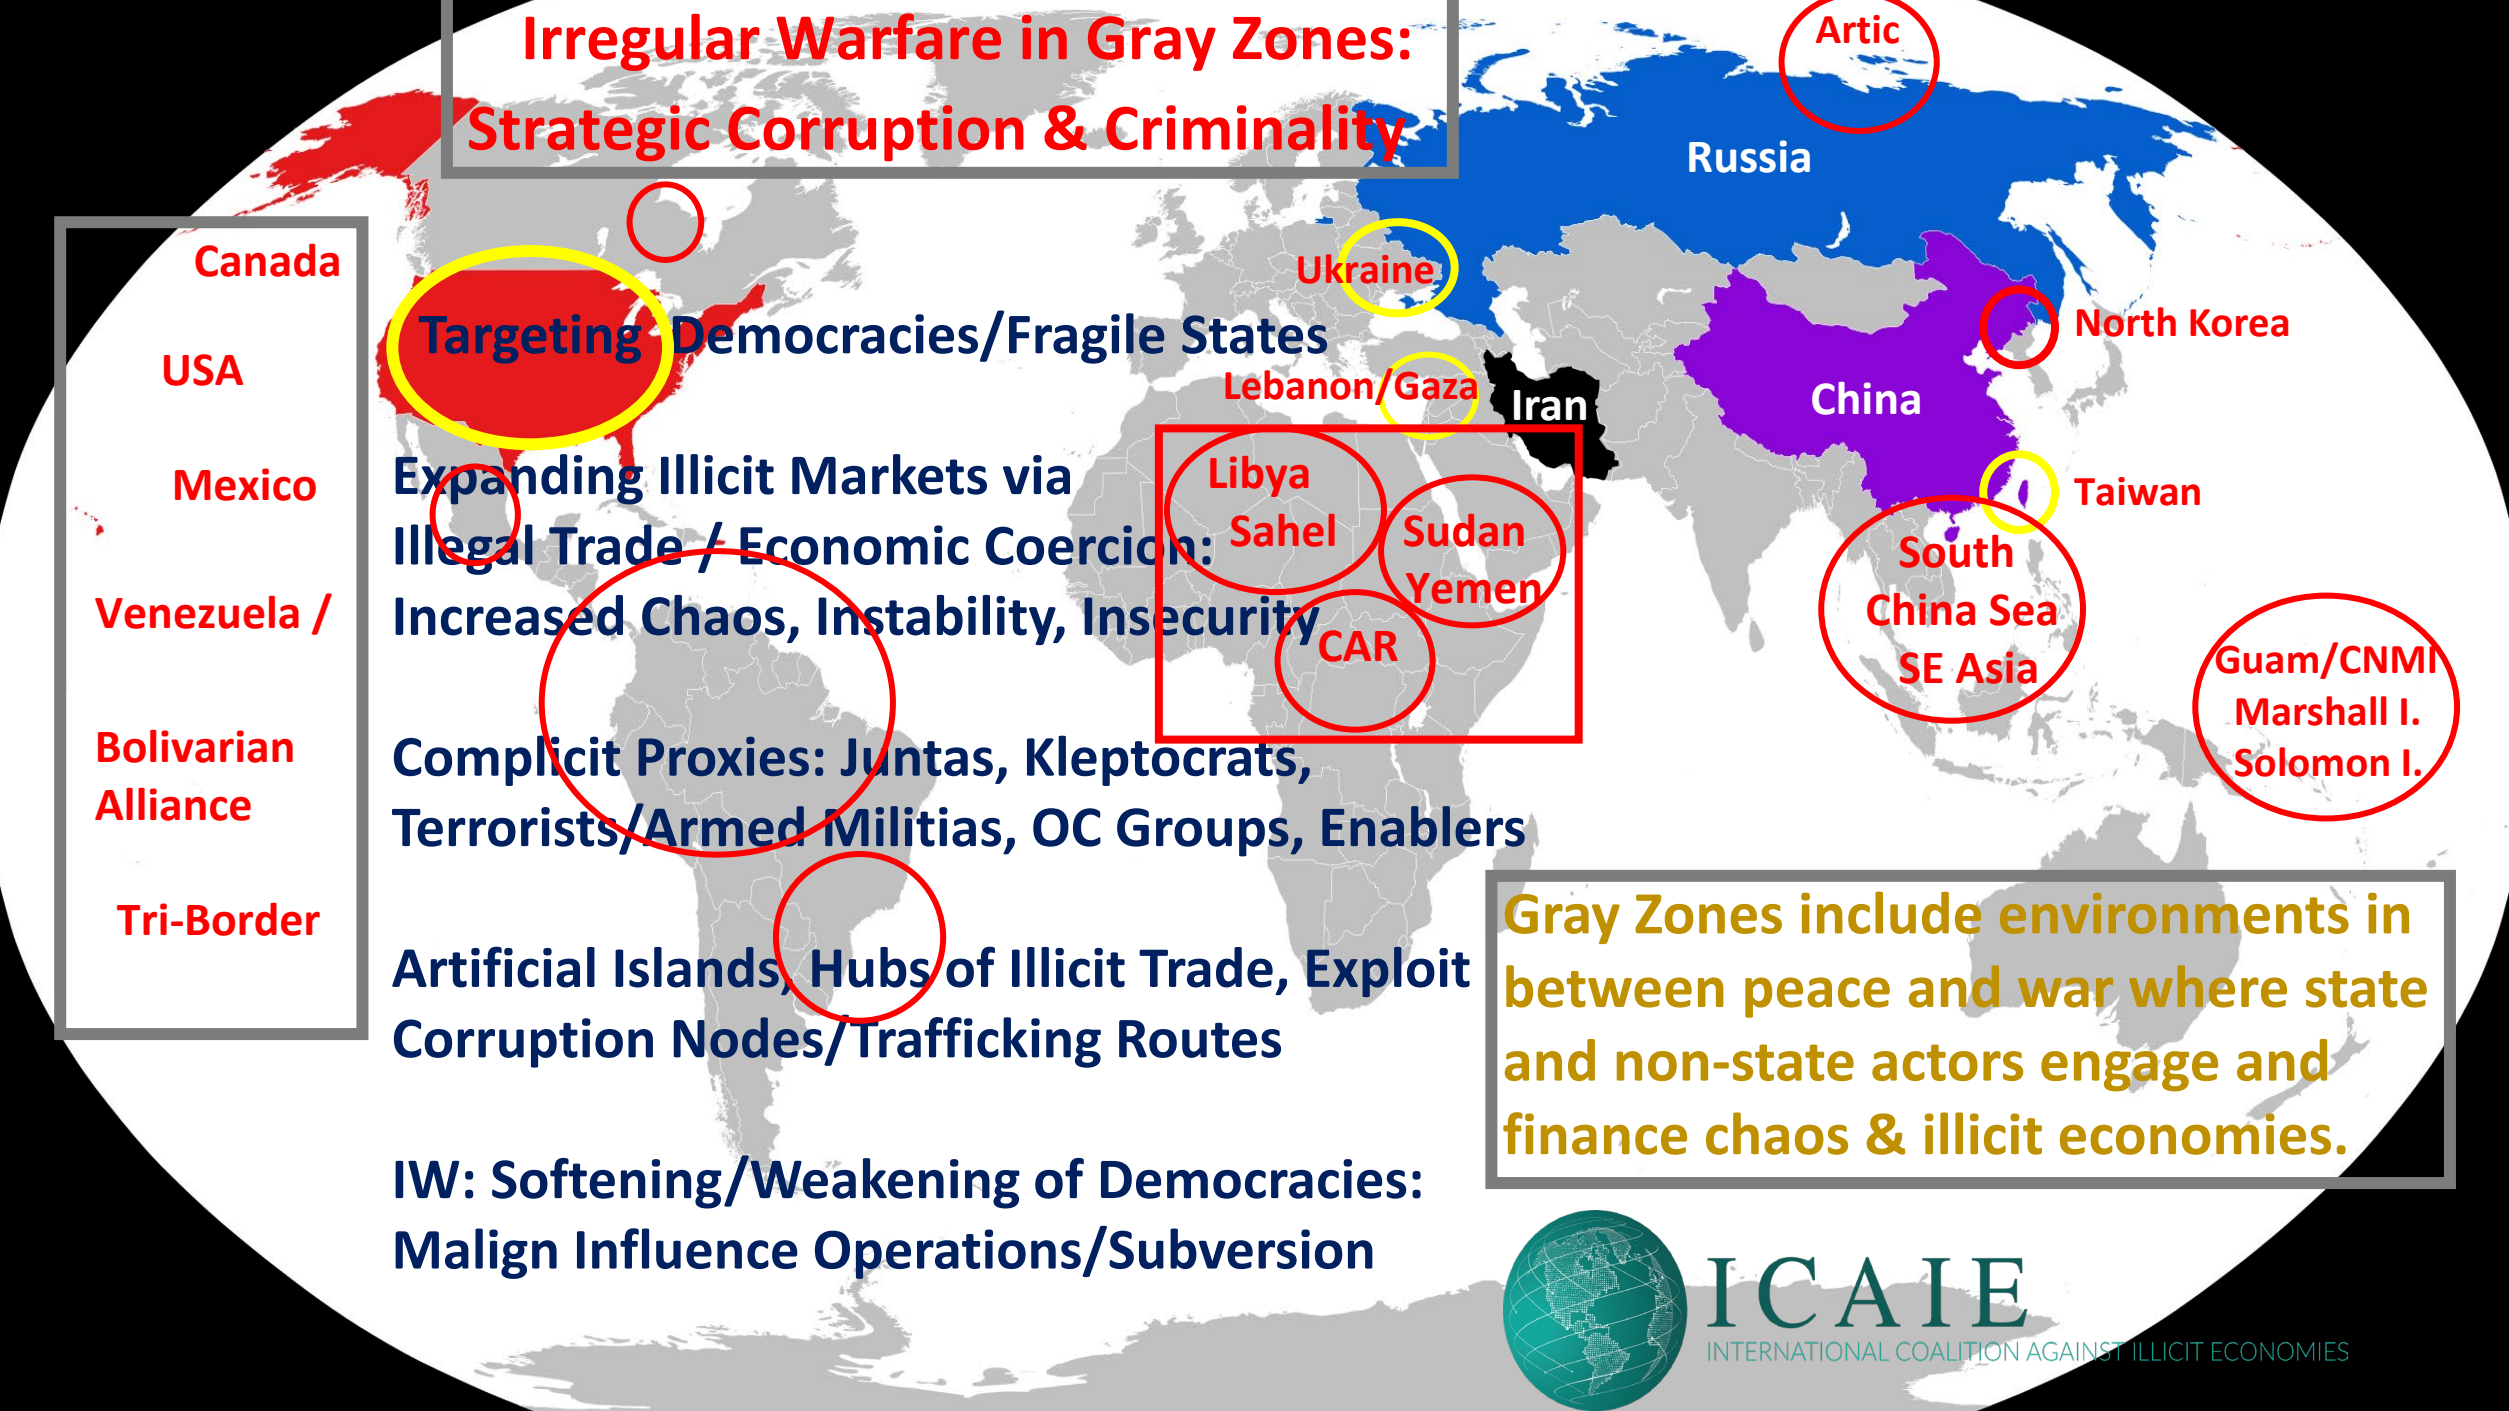 Irregular Warfare in Gray Zones:
Strategic Corruption & Criminality
Artic
Russia
Canada
USA
Mexico
Venezuela /
Bolivarian
Alliance
Tri-Border
Targeting Democracies/Fragile States
Expanding Illicit Markets via
Illegal Trade / Economic Coercion:
Increased Chaos, Instability, Insecurity
Complicit Proxies: Juntas, Kleptocrats,
Terrorists/Armed Militias, OC Groups, Enablers
Artificial Islands, Hubs of Illicit Trade, Exploit
Corruption Nodes/Trafficking Routes
IW: Softening/Weakening of Democracies:
Malign Influence Operations/Subversion
Ukraine
Lebanon/Gaza
Iran
China
North Korea
Taiwan
Libya
Sahel
Sudan
Yemen
CAR
South
China Sea
SE Asia
Guam/CNMI
Marshall I.
Solomon I.
Gray Zones include environments in
between peace and war where state
and non-state actors engage and
finance chaos & illicit economies.
ICAIE
INTERNATIONAL COALITION AGAINST ILLICIT ECONOMIES